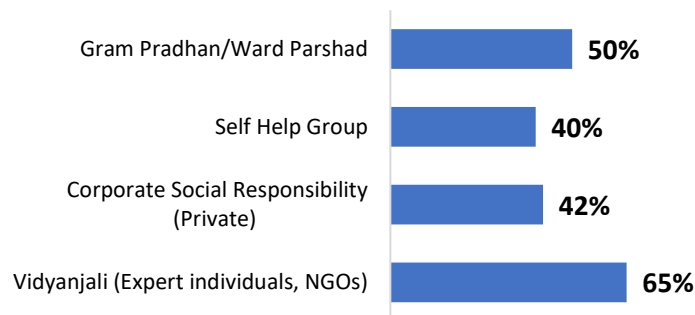 Gram Pradhan/Ward Parshad 50%
Self Help Group 40%
Corporate Social Responsibility
(Private) 42%
Vidyanjali (Expert individuals, NGOs) 65%